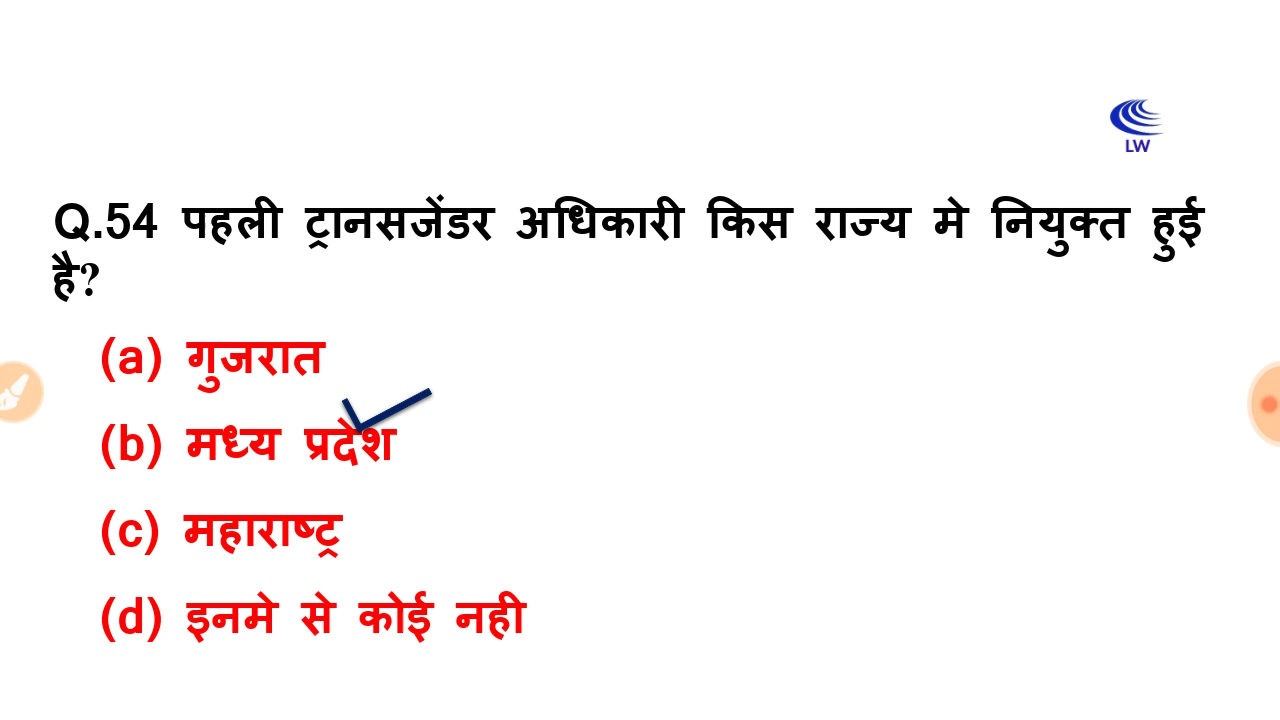 LW
Q.54 पहली ट्रानसजेंडर अधिकारी किस राज्य मे नियुक्त हुई
है?
(a) गुजरात
(b) मध्य प्रदेश
(c) महाराष्ट्र
(d) इनमे से कोई नही